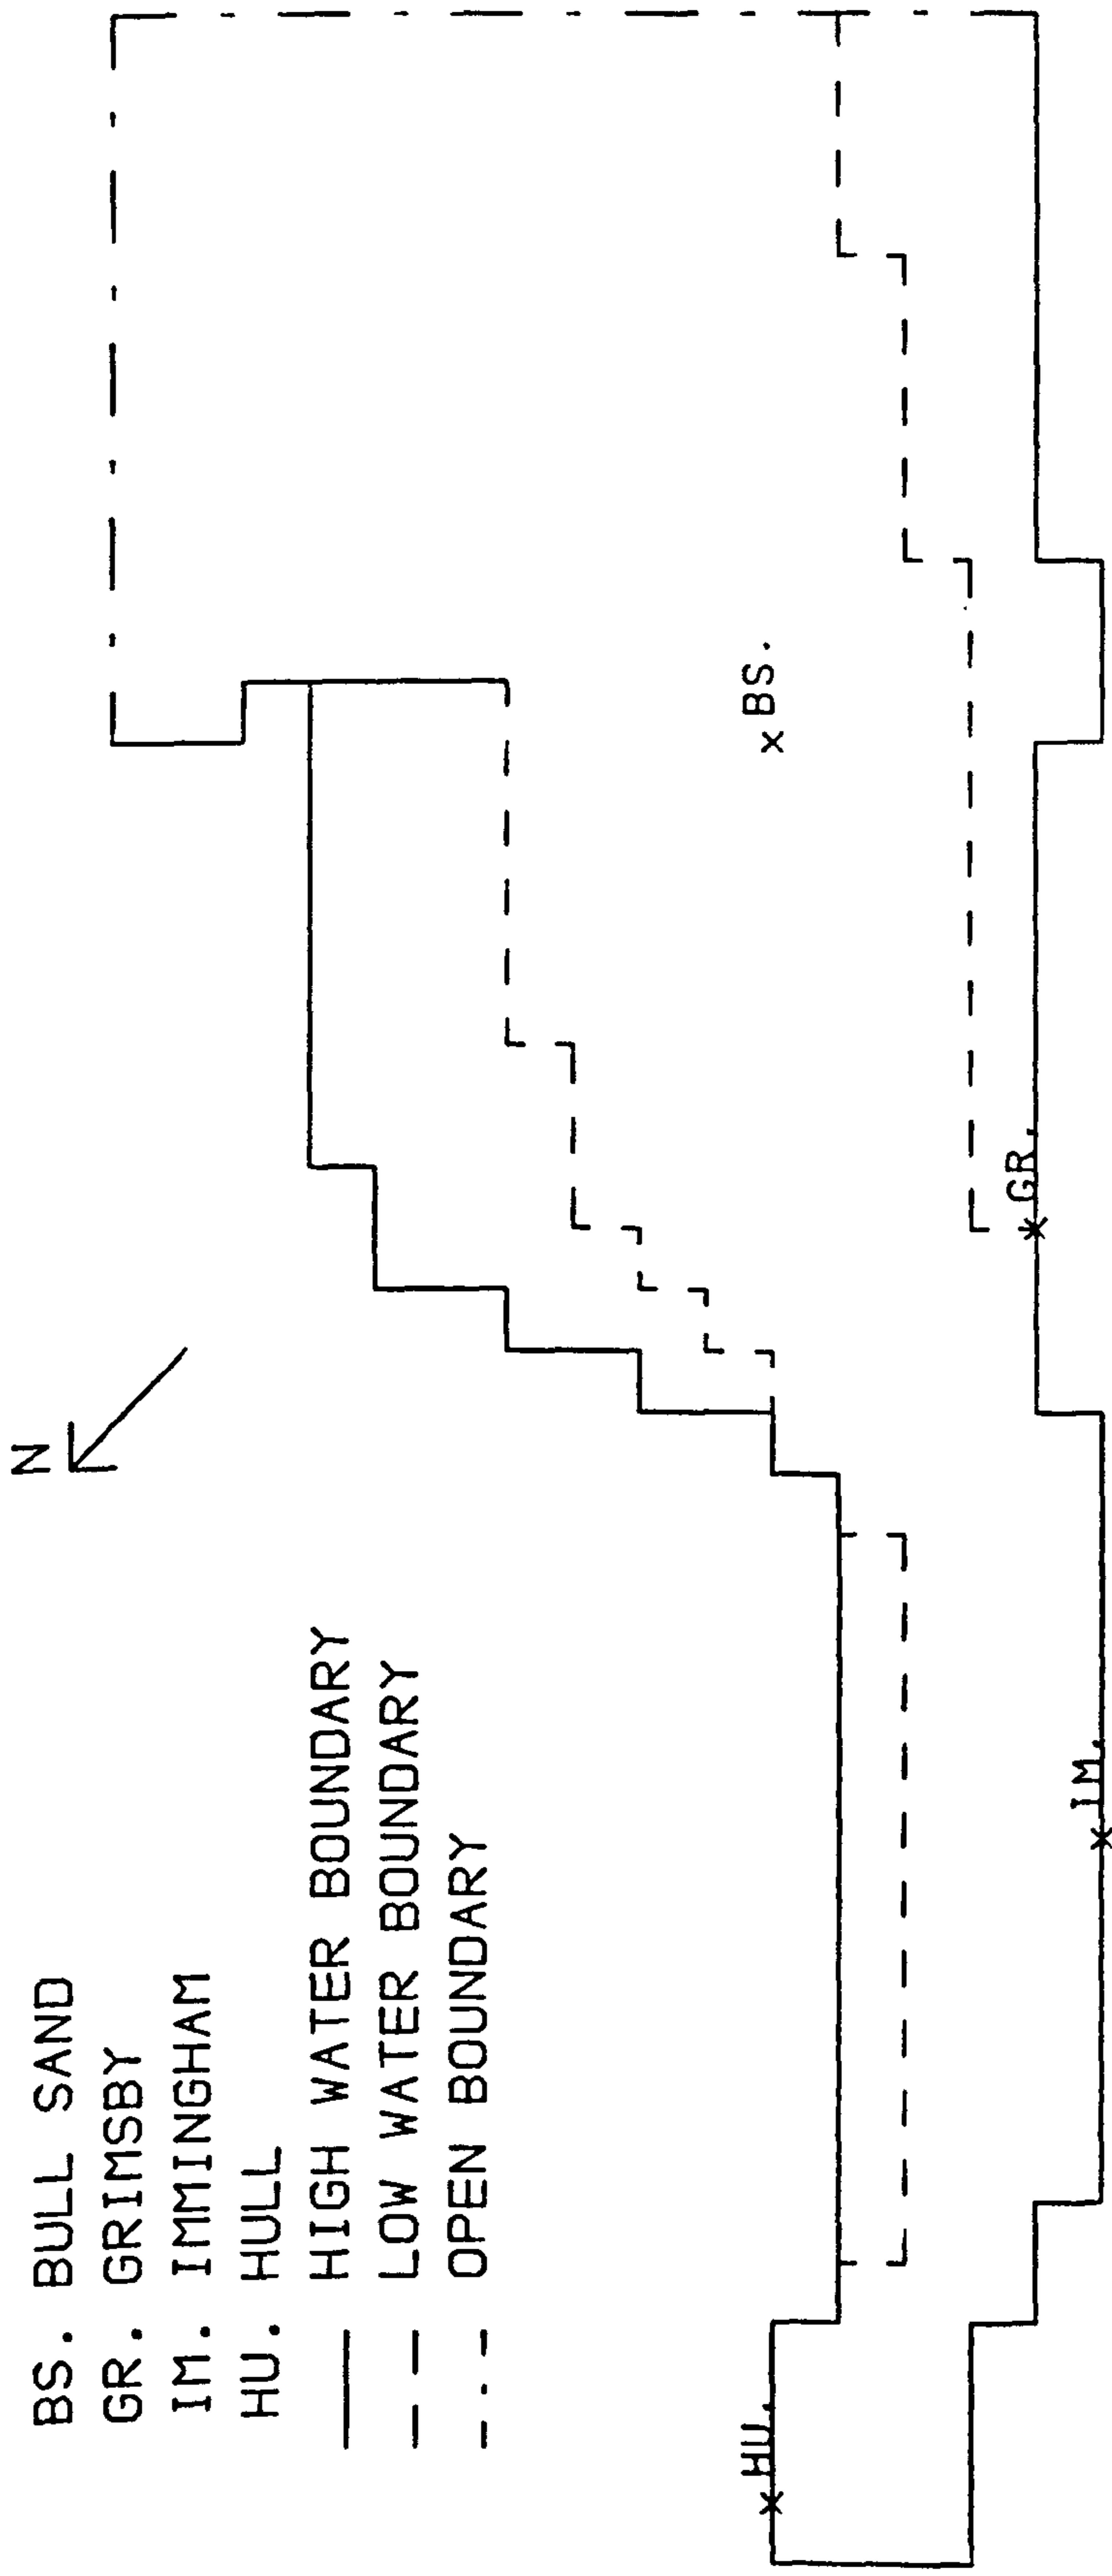 N
BS. BULL SAND
GR. GRIMSBY
IM. IMMINGHAM
HU. HULL
HIGH WATER BOUNDARY
LOW WATER BOUNDARY
OPEN BOUNDARY
HU.
IM.
GR.
BS.